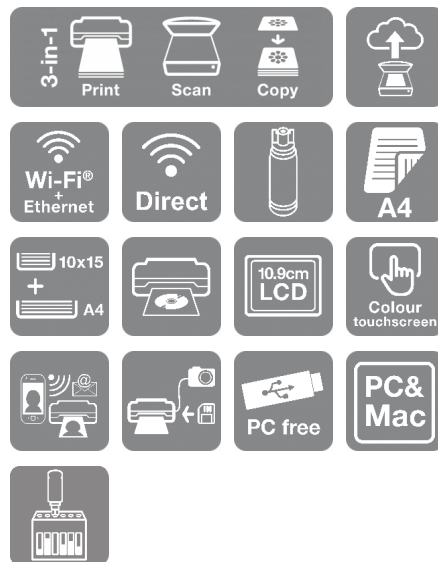 3-in-1
Print
Scan
Copy
Wi-Fi®
+
Ethernet
Direct
A4
10x15
+
A4
10.9cm
LCD
Colour
touchscreen
@
PC free
PC&
Mac